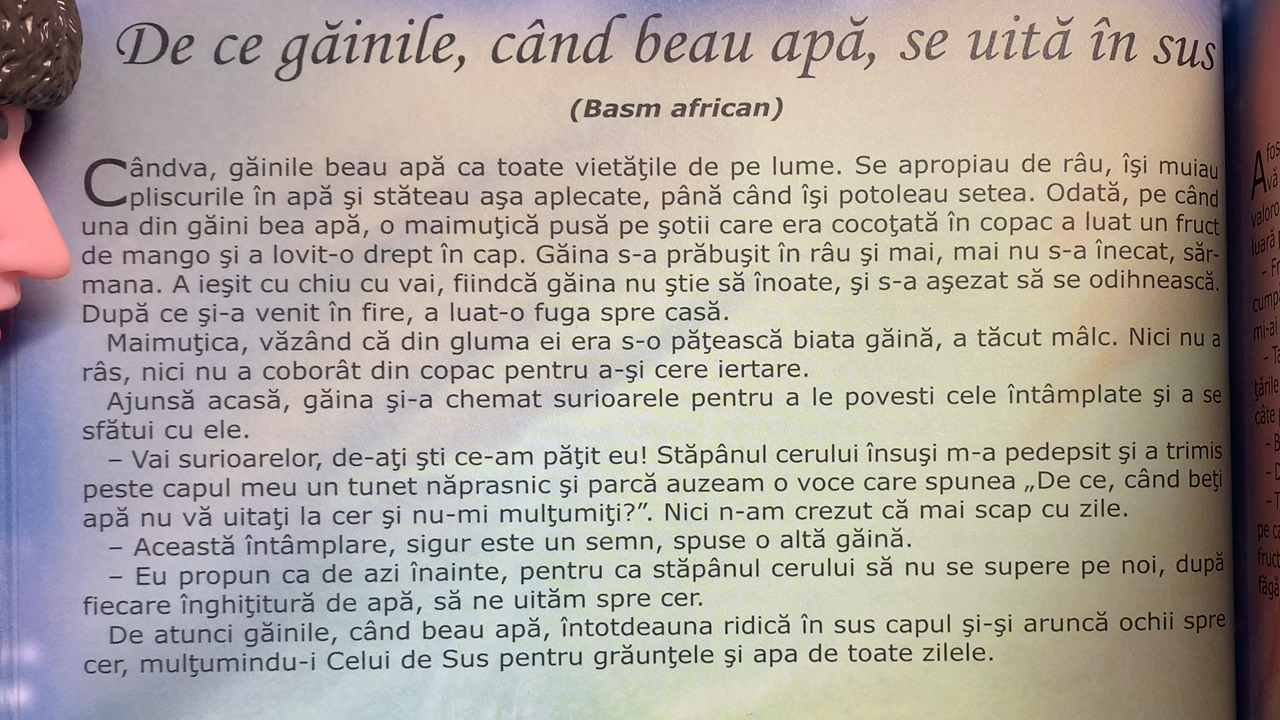 De ce găinile, când beau apă, se uită în sus
(Basm african)
Cândva, găinile beau apă ca toate vietăţile de pe lume. Se apropiau de râu, îşi muiau
pliscurile în apă şi stăteau aşa aplecate, până când îşi potoleau setea. Odată, pe când
una din găini bea apă, o maimuţică pusă pe şotii care era cocoţată în copac a luat un fruct
de mango şi a lovit-o drept în cap. Găina s-a prăbuşit în râu şi mai, mai nu s-a înecat, săr-
mana. A ieşit cu chiu cu vai, fiindcă găina nu ştie să înoate, şi s-a aşezat să se odihnească.
După ce şi-a venit în fire, a luat-o fuga spre casă.
Maimuţica, văzând că din gluma ei era s-o păţească biata găină, a tăcut mâlc. Nici nu a
râs, nici nu a coborât din copac pentru a-şi cere iertare.
Ajunsă acasă, găina şi-a chemat surioarele pentru a le povesti cele întâmplate şi a se
sfătui cu ele.
– Vai surioarelor, de-aţi şti ce-am păţit eu! Stăpânul cerului însuşi m-a pedepsit şi a trimis
peste capul meu un tunet năprasnic şi parcă auzeam o voce care spunea „De ce, când beţi
apă nu vă uitaţi la cer şi nu-mi mulţumiţi?”. Nici n-am crezut că mai scap cu zile.
– Această întâmplare, sigur este un semn, spuse o altă găină.
– Eu propun ca de azi înainte, pentru ca stăpânul cerului să nu se supere pe noi, după
fiecare înghiţitură de apă, să ne uităm spre cer.
De atunci găinile, când beau apă, întotdeauna ridică în sus capul şi-şi aruncă ochii spre
cer, mulţumindu-i Celui de Sus pentru grăunţele şi apa de toate zilele.